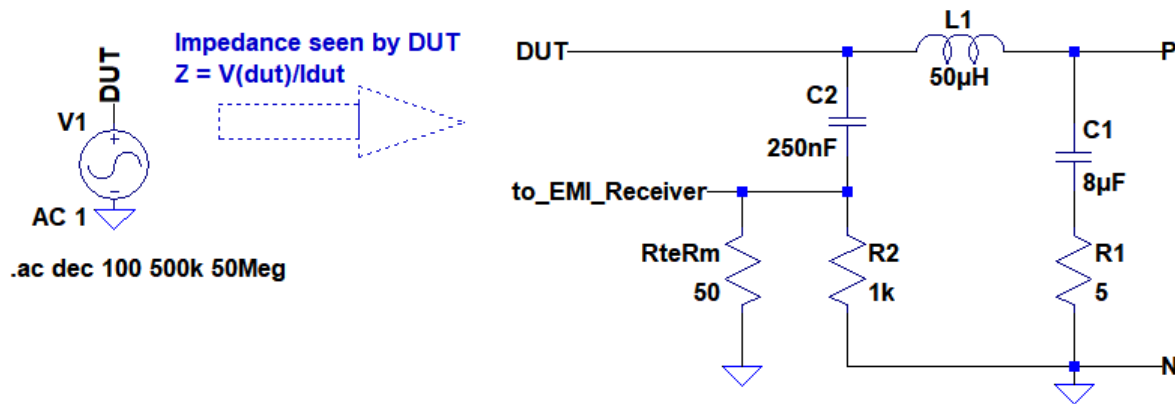 Impedance seen by DUT
Z = V(dut)/Idut
DUT
V1
AC 1
.ac dec 100 500k 50Meg
DUT
L1
50µH
P
C2
250nF
C1
8µF
to_EMI_Receiver
RteRm
50
R2
1k
R1
5
N